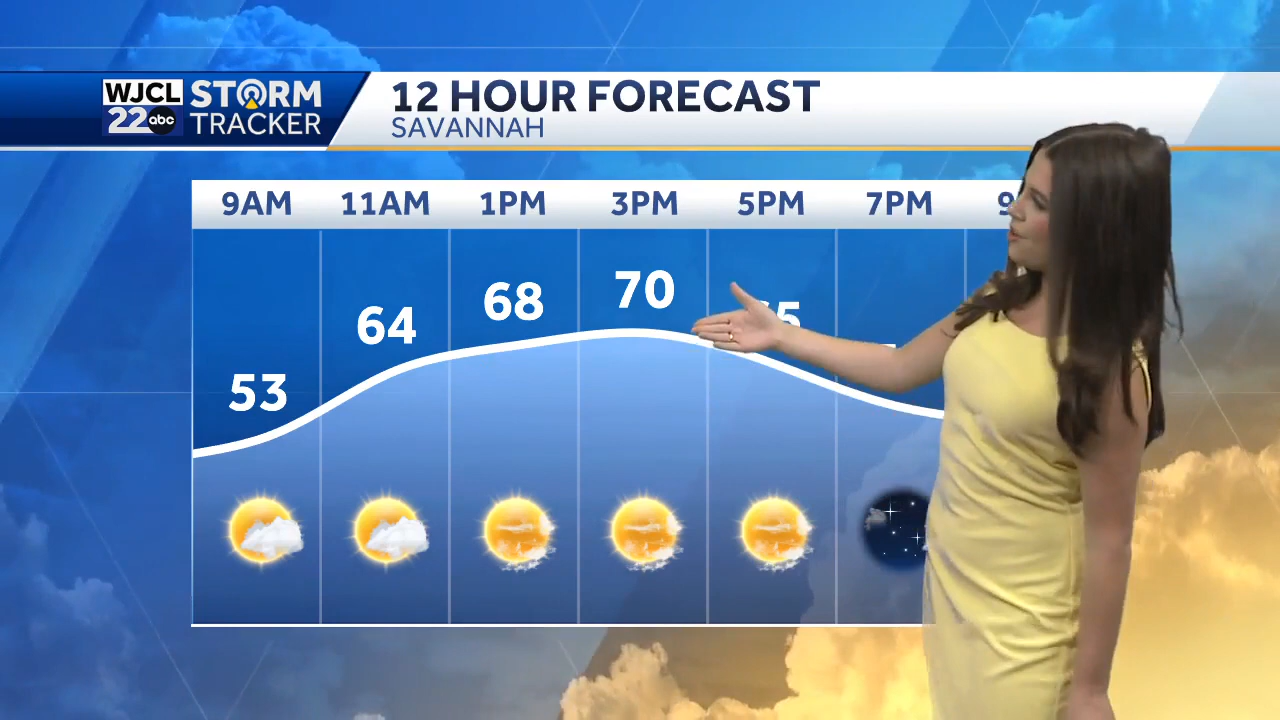 WJCL
22 abc
STORM
TRACKER
12 HOUR FORECAST
SAVANNAH
9AM 11AM 1PM 3PM 5PM 7PM
53 64 68 70